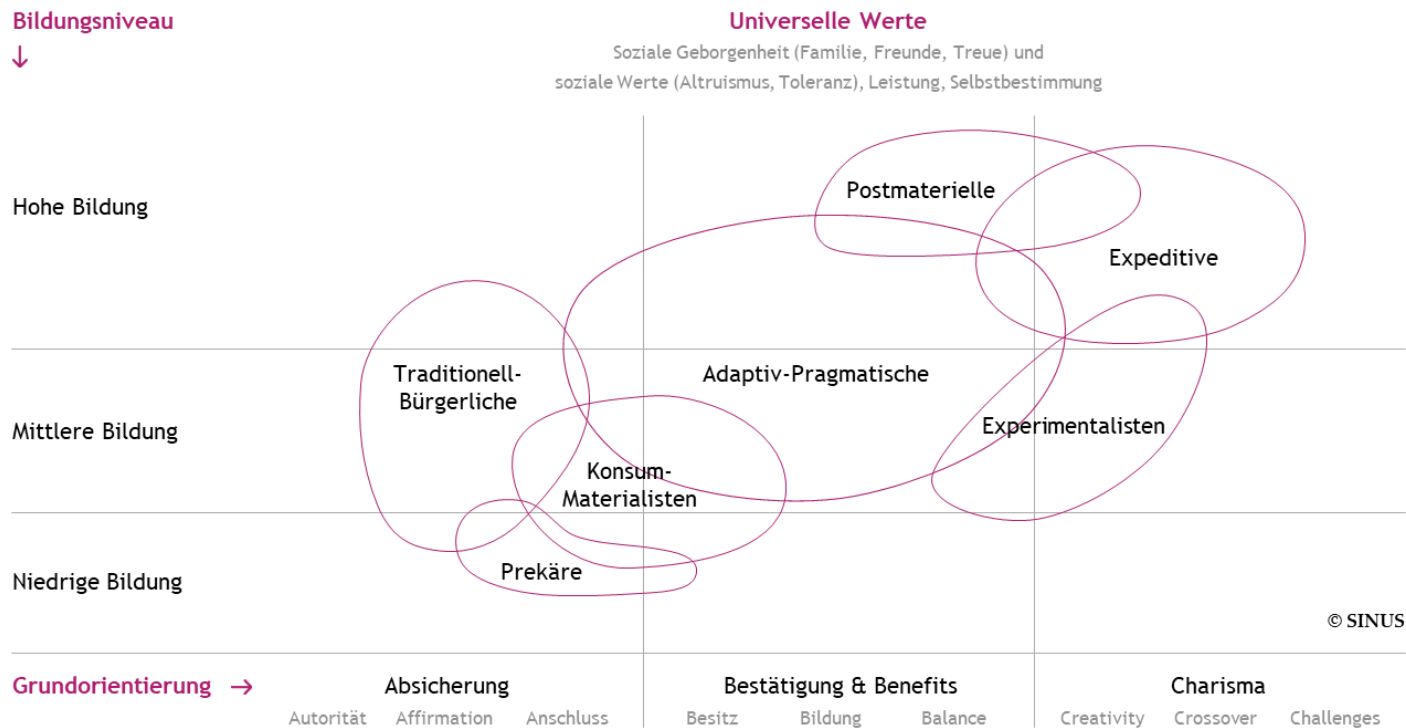 Bildungsniveau
↓
Universelle Werte
Soziale Geborgenheit (Familie, Freunde, Treue) und
soziale Werte (Altruismus, Toleranz), Leistung, Selbstbestimmung
Hohe Bildung
Postmaterielle
Expeditive
Traditionell-
Bürgerliche
Adaptiv-Pragmatische
Mittlere Bildung
Experimentalisten
Konsum-
Materialisten
Niedrige Bildung
Prekäre
© SINUS
Grundorientierung →
Absicherung
Bestätigung & Benefits
Charisma
Autorität Affirmation Anschluss
Besitz Bildung Balance
Creativity Crossover Challenges